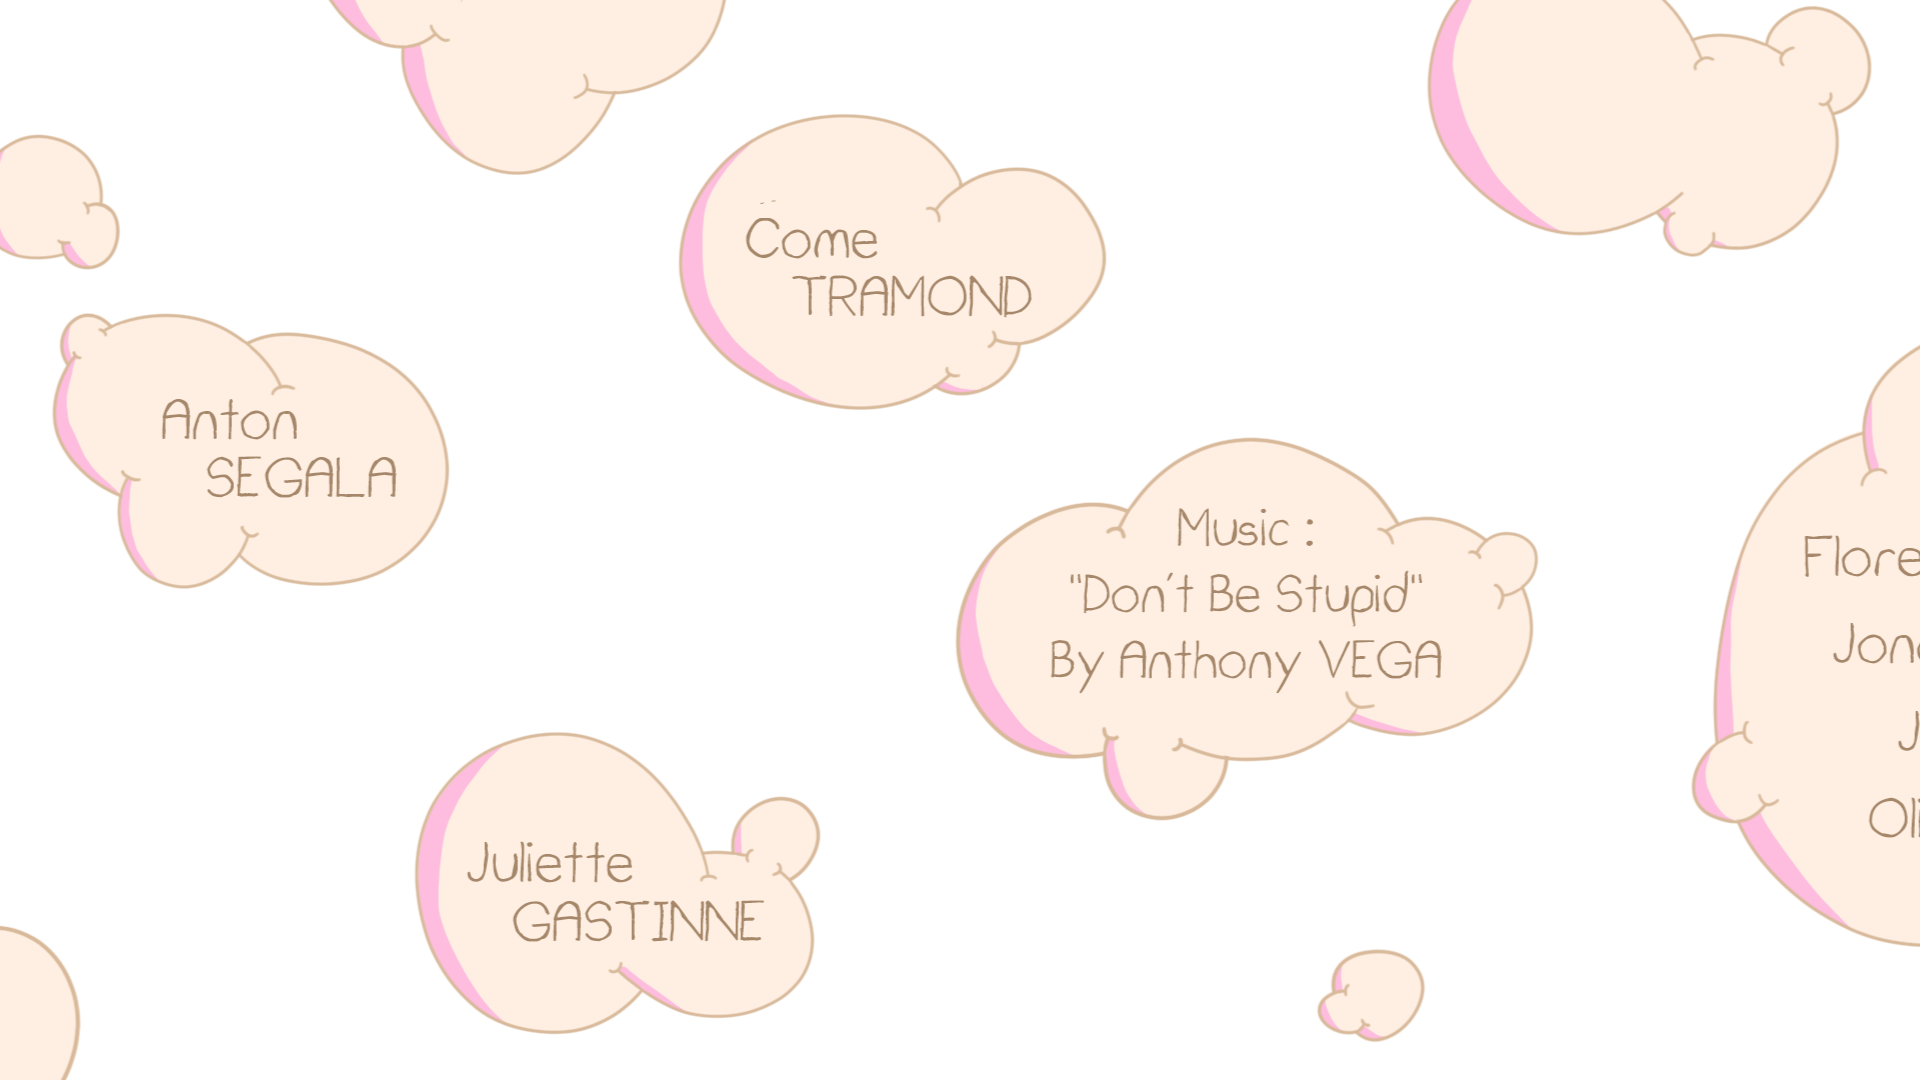 Come
TRAMOND
Anton
SEGALA
Music :
"Don't Be Stupid"
By Anthony VEGA
Juliette
GASTINNE